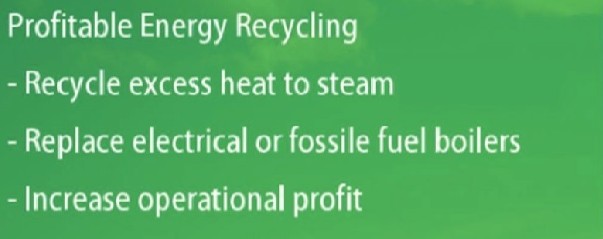 Profitable Energy Recycling
- Recycle excess heat to steam
- Replace electrical or fossile fuel boilers
- Increase operational profit